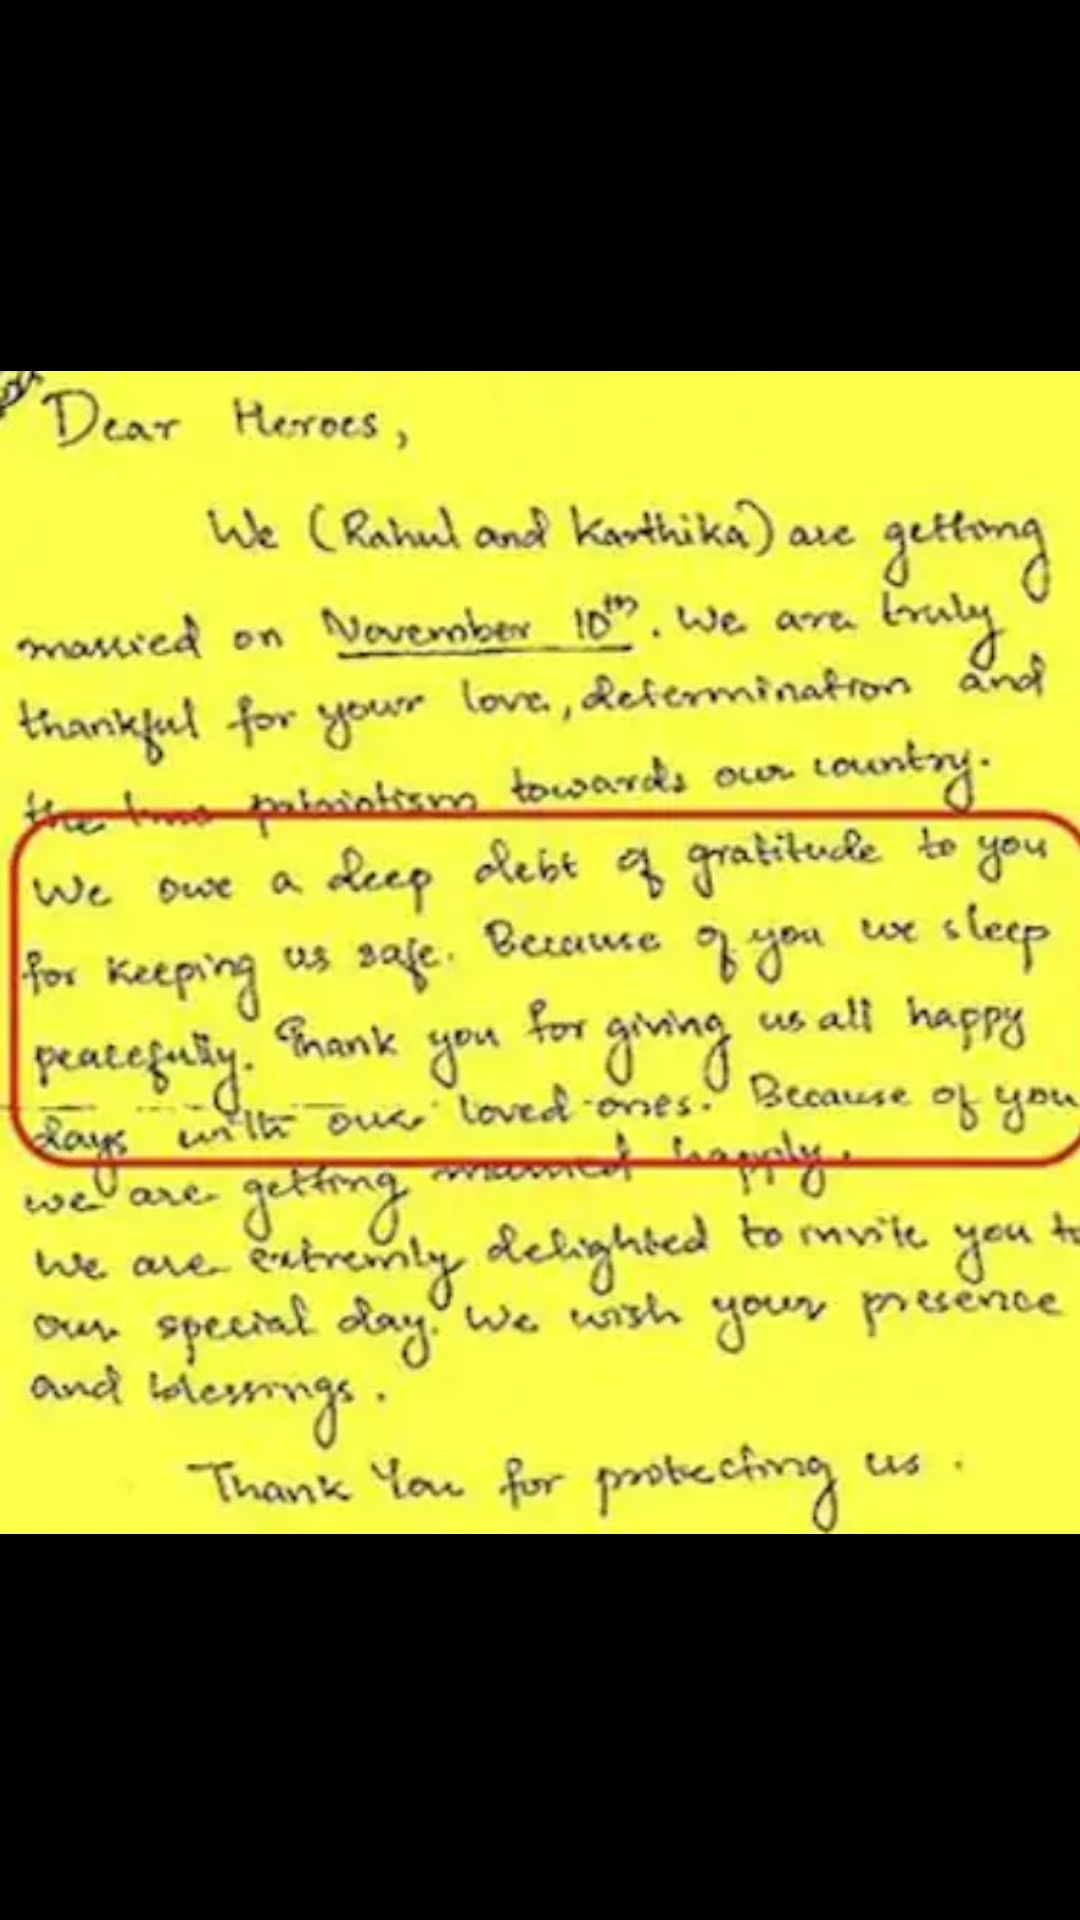 Dear Heroes,
We (Rahul and Karthika) are getting
married on November 10th. We are truly
thankful for your love, determination and
the patriotism towards our country.
We owe a deep debt of gratitude to you
for keeping us safe. Because of you we sleep
peacefully. Thank you for giving us all happy
days with our loved ones. Because of you
we are getting married happily.
We are extremly delighted to invite you to
our special day. We wish your presence
and blessings.
Thank You for protecting us.